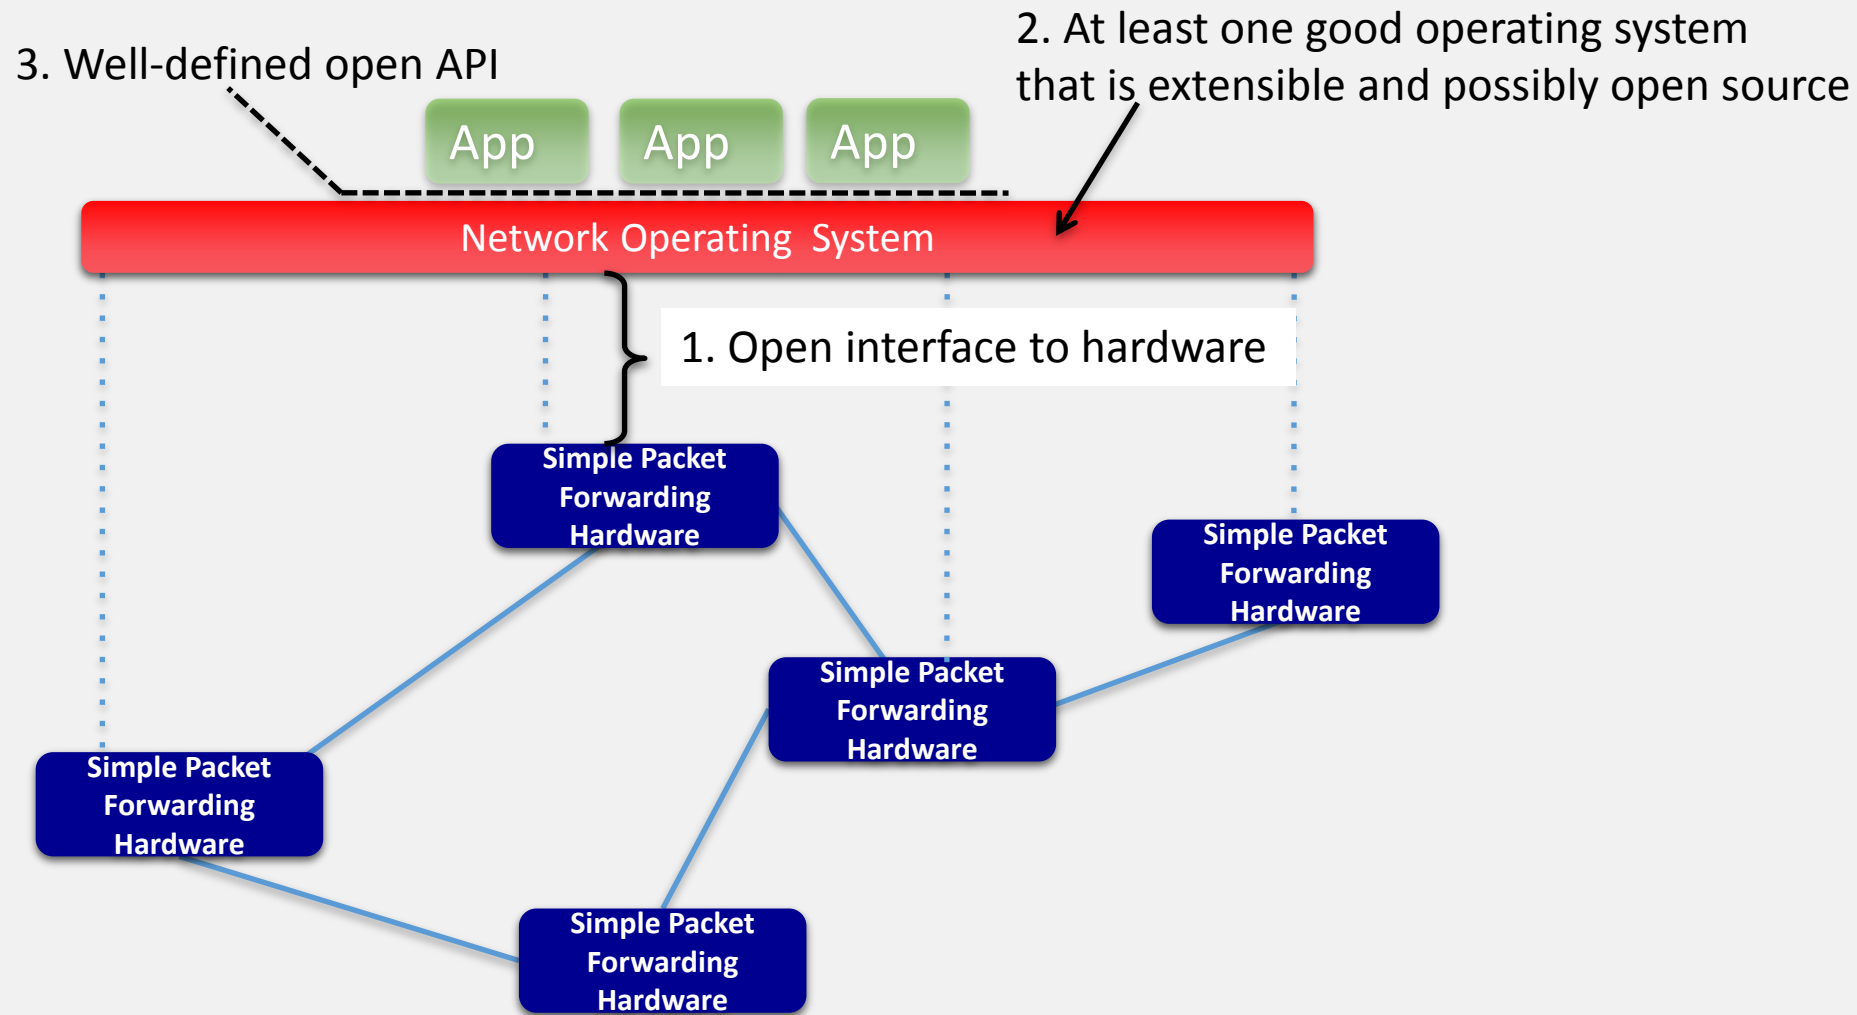 2. At least one good operating system
that is extensible and possibly open source
3. Well-defined open API
App
App
App
Network Operating System
1. Open interface to hardware
Simple Packet
Forwarding
Hardware
Simple Packet
Forwarding
Hardware
Simple Packet
Forwarding
Hardware
Simple Packet
Forwarding
Hardware
Simple Packet
Forwarding
Hardware